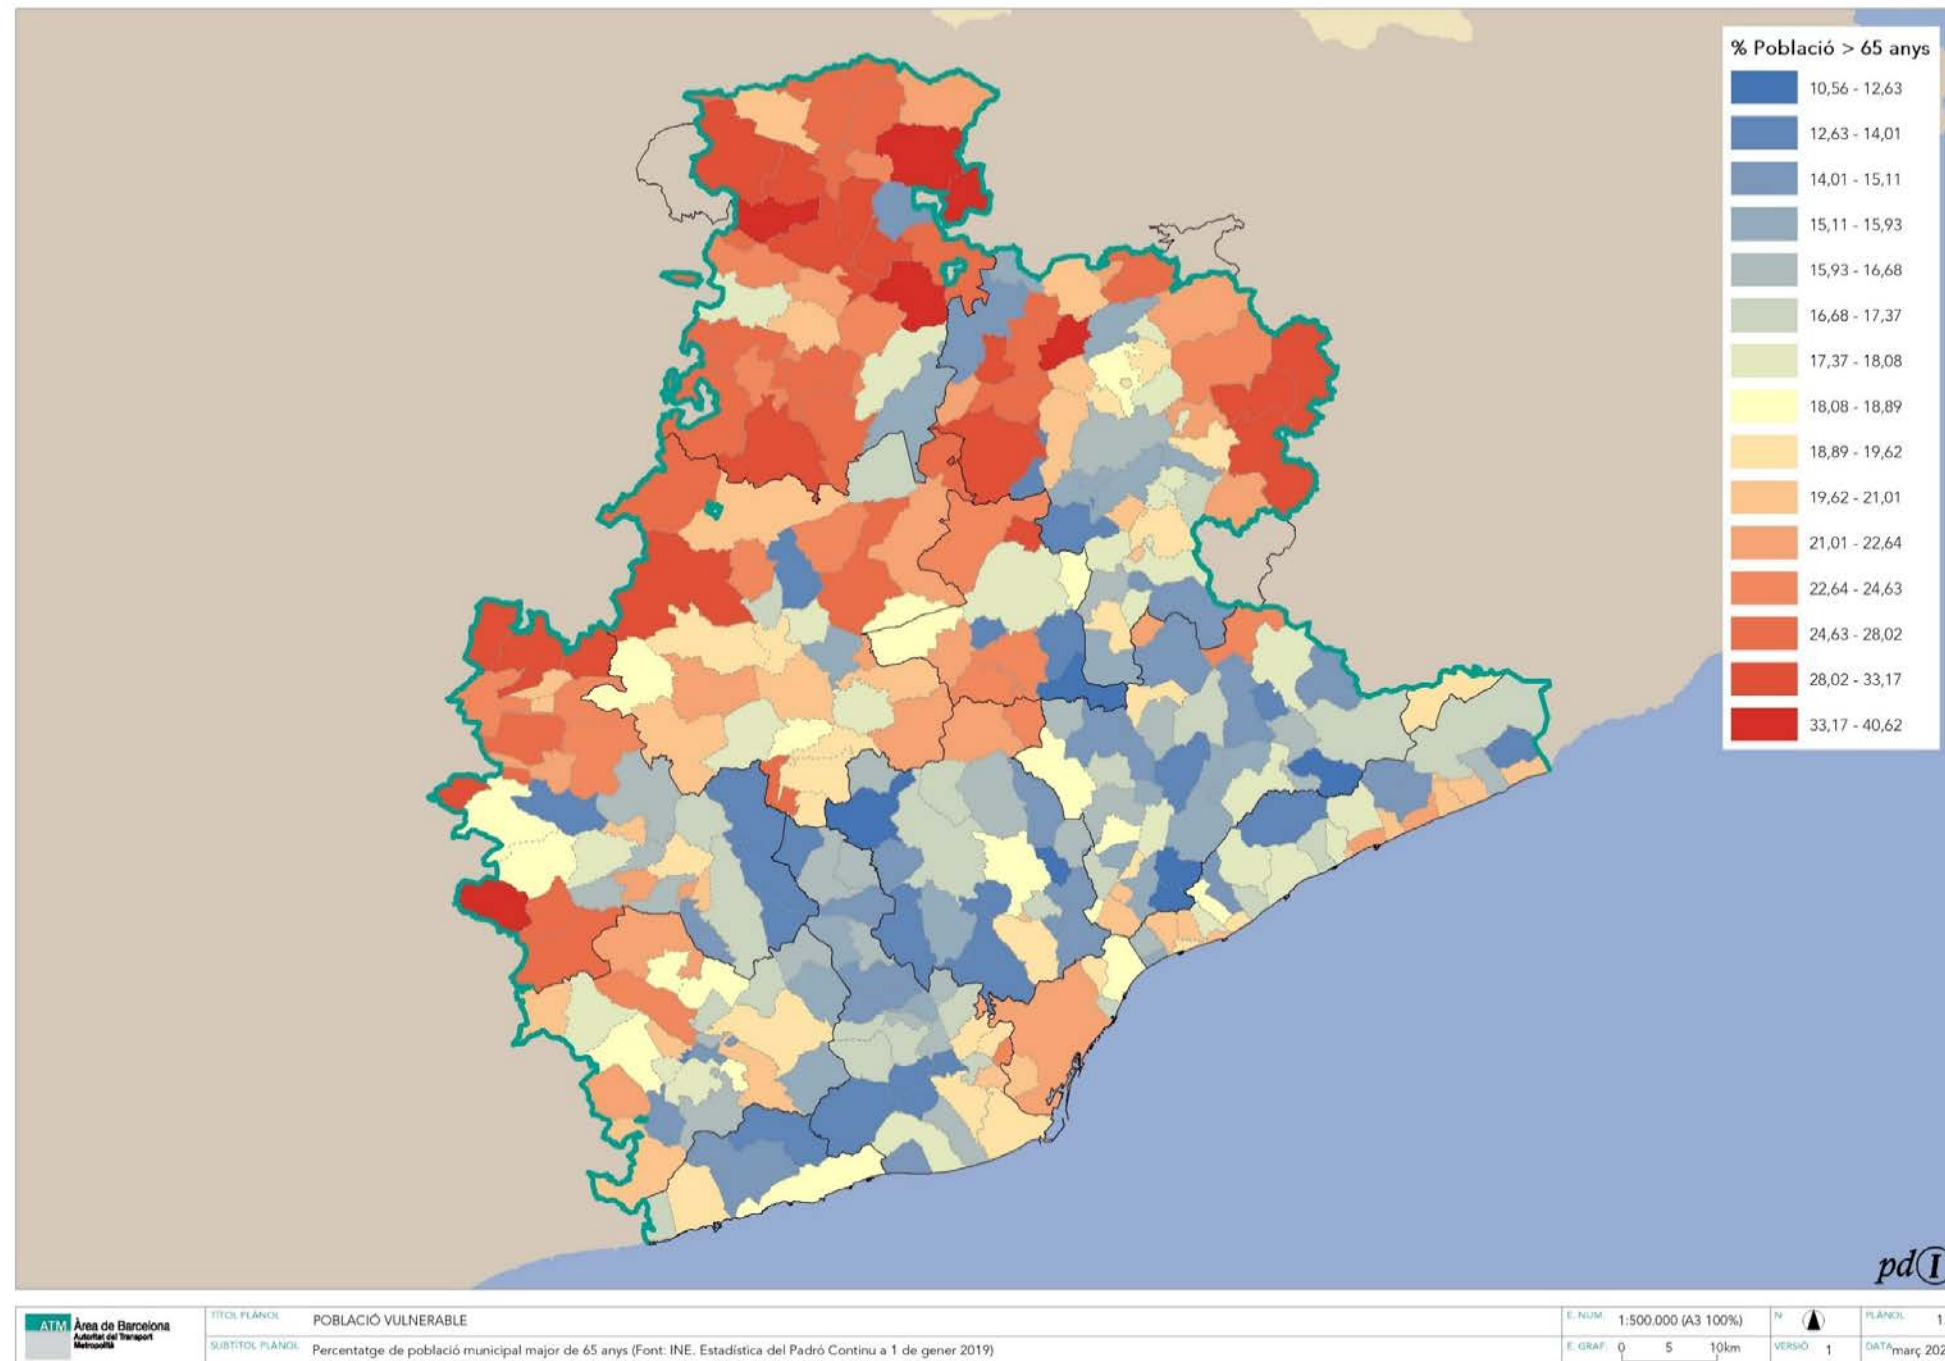 % Població > 65 anys
10,56 - 12,63
12,63 - 14,01
14,01 - 15,11
15,11 - 15,93
15,93 - 16,68
16,68 - 17,37
17,37 - 18,08
18,08 - 18,89
18,89 - 19,62
19,62 - 21,01
21,01 - 22,64
22,64 - 24,63
24,63 - 28,02
28,02 - 33,17
33,17 - 40,62
pdI
ATM Àrea de Barcelona
Autoritat del Transport
Metropolità
TÍTOL PLÀNOL POBLACIÓ VULNERABLE
SUBTÍTOL PLÀNOL Percentatge de població municipal major de 65 anys (Font: INE. Estadística del Padró Continu a 1 de gener 2019)
E. NUM. 1:500.000 (A3 100%)
E. GRAF. 0 5 10km
N
VERSIÓ 1
PLÀNOL 1
DATA març 202